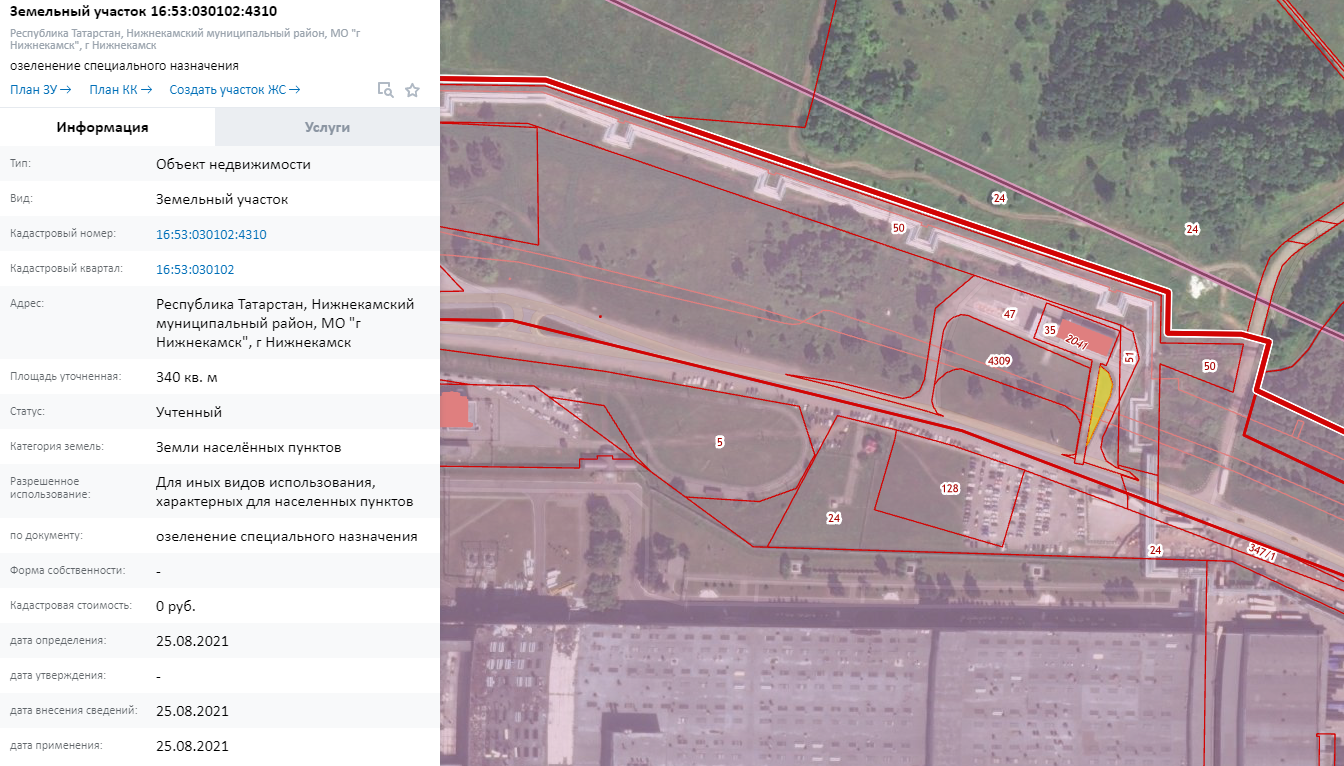 Земельный участок 16:53:030102:4310
Республика Татарстан, Нижнекамский муниципальный район, МО "г
Нижнекамск", г Нижнекамск
озеленение специального назначения
План ЗУ → План КК → Создать участок ЖС →
Информация Услуги
Тип: Объект недвижимости
Вид: Земельный участок
Кадастровый номер: 16:53:030102:4310
Кадастровый квартал: 16:53:030102
Адрес: Республика Татарстан, Нижнекамский
муниципальный район, МО "г
Нижнекамск", г Нижнекамск
Площадь уточненная: 340 кв. м
Статус: Учтенный
Категория земель: Земли населённых пунктов
Разрешенное
использование:
Для иных видов использования,
характерных для населенных пунктов
по документу: озеленение специального назначения
Форма собственности: -
Кадастровая стоимость: 0 руб.
дата определения: 25.08.2021
дата утверждения: -
дата внесения сведений: 25.08.2021
дата применения: 25.08.2021
24
50
24
47
35
2041
51
4309
50
5
128
24
24
347/1